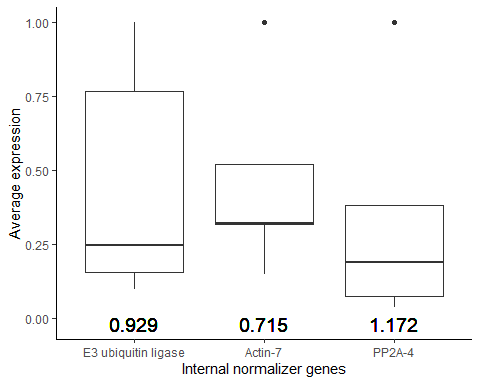 Average expression
1.00
0.75
0.50
0.25
0.00
0.929 0.715 1.172
E3 ubiquitin ligase Actin-7 PP2A-4
Internal normalizer genes